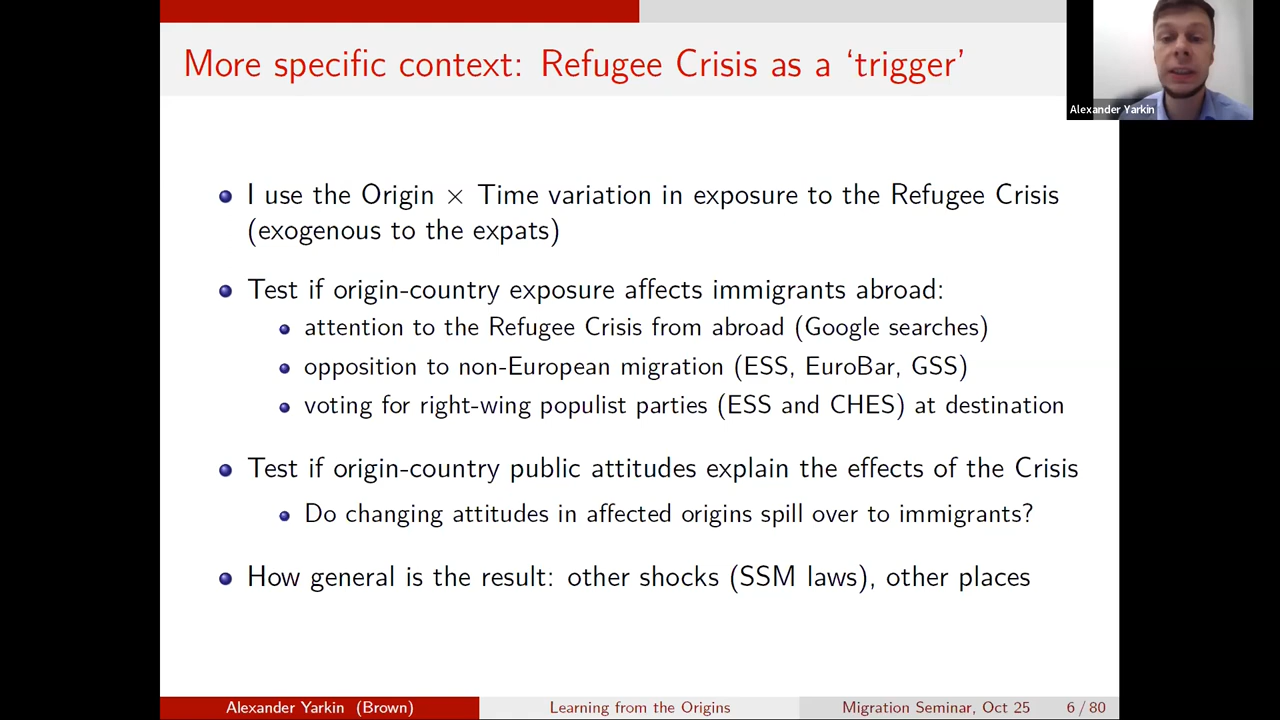 More specific context: Refugee Crisis as a ‘trigger’
Alexander Yarkin
I use the Origin × Time variation in exposure to the Refugee Crisis
(exogenous to the expats)
Test if origin-country exposure affects immigrants abroad:
attention to the Refugee Crisis from abroad (Google searches)
opposition to non-European migration (ESS, EuroBar, GSS)
voting for right-wing populist parties (ESS and CHES) at destination
Test if origin-country public attitudes explain the effects of the Crisis
Do changing attitudes in affected origins spill over to immigrants?
How general is the result: other shocks (SSM laws), other places
Alexander Yarkin (Brown) Learning from the Origins Migration Seminar, Oct 25 6 / 80